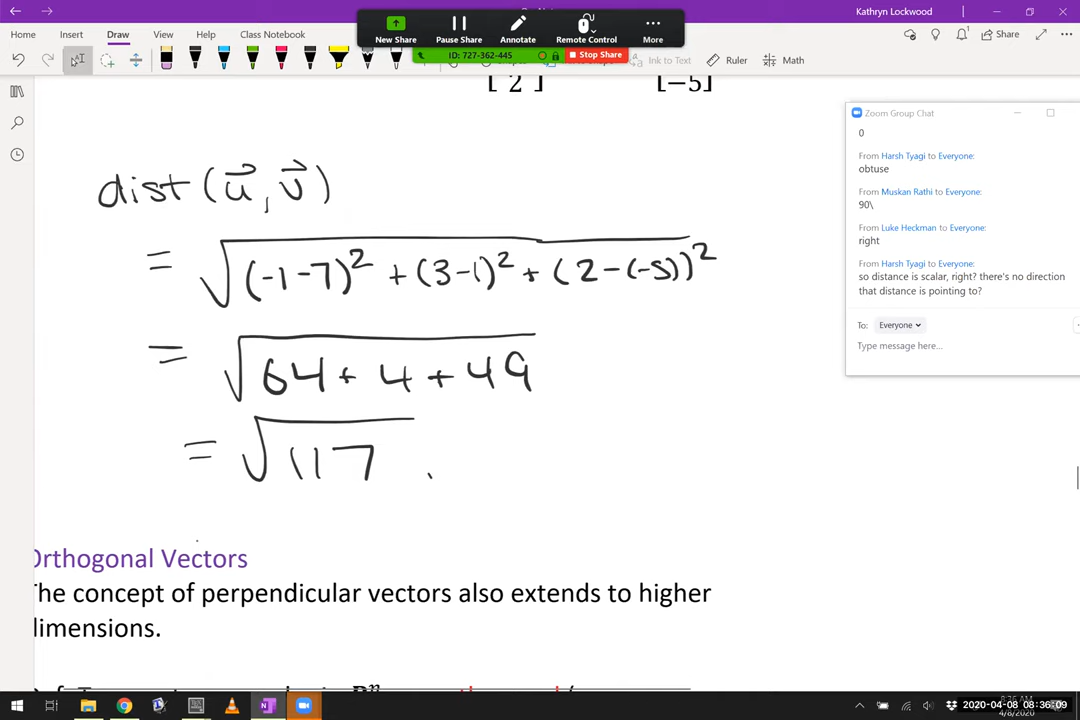 Kathryn Lockwood
Home Insert Draw View Help Class Notebook
New Share Pause Share Annotate Remote Control More
ID: 727-362-445 Stop Share
Share
Ink to Text Ruler Math
[ 2 ] [−5]
dist (u⃗, v⃗)
= √(-1-7)² + (3-1)² + (2-(-5))²
= √64 + 4 + 49
= √117 .
Orthogonal Vectors
The concept of perpendicular vectors also extends to higher
dimensions.
Zoom Group Chat
0
From Harsh Tyagi to Everyone:
obtuse
From Muskan Rathi to Everyone:
90\
From Luke Heckman to Everyone:
right
From Harsh Tyagi to Everyone:
so distance is scalar, right? there's no direction
that distance is pointing to?
To: Everyone
Type message here...
2020-04-08 08:36:09
4/8/2020